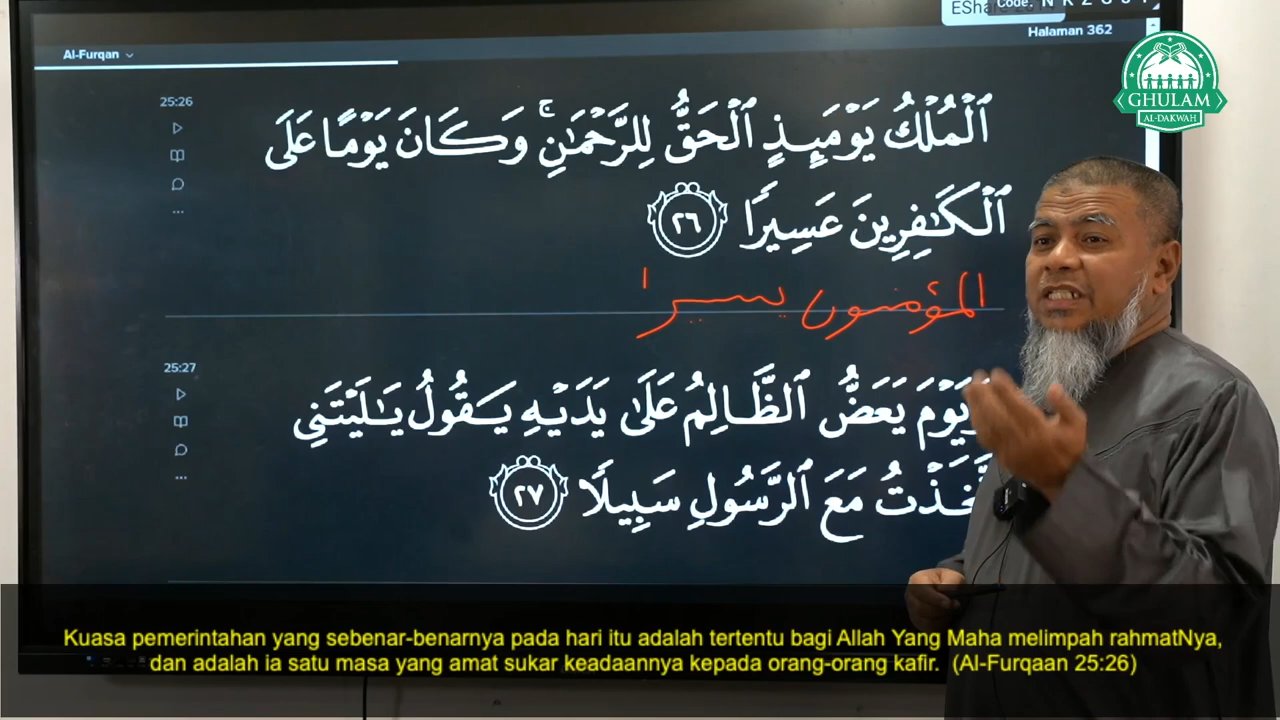 Halaman 362
Al-Furqan
GHULAM
AL-DAKWAH
25:26
ٱلۡمُلۡكُ يَوۡمَئِذٍ ٱلۡحَقُّ لِلرَّحۡمَٰنِۚ وَكَانَ يَوۡمًا عَلَى
ٱلۡكَٰفِرِينَ عَسِيرٗا ٢٦
المؤمنون يسيرا
25:27
وَيَوۡمَ يَعَضُّ ٱلظَّالِمُ عَلَىٰ يَدَيۡهِ يَقُولُ يَٰلَيۡتَنِي
تَّخَذۡتُ مَعَ ٱلرَّسُولِ سَبِيلٗا ٢٧
Kuasa pemerintahan yang sebenar-benarnya pada hari itu adalah tertentu bagi Allah Yang Maha melimpah rahmatNya,
dan adalah ia satu masa yang amat sukar keadaannya kepada orang-orang kafir. (Al-Furqaan 25:26)